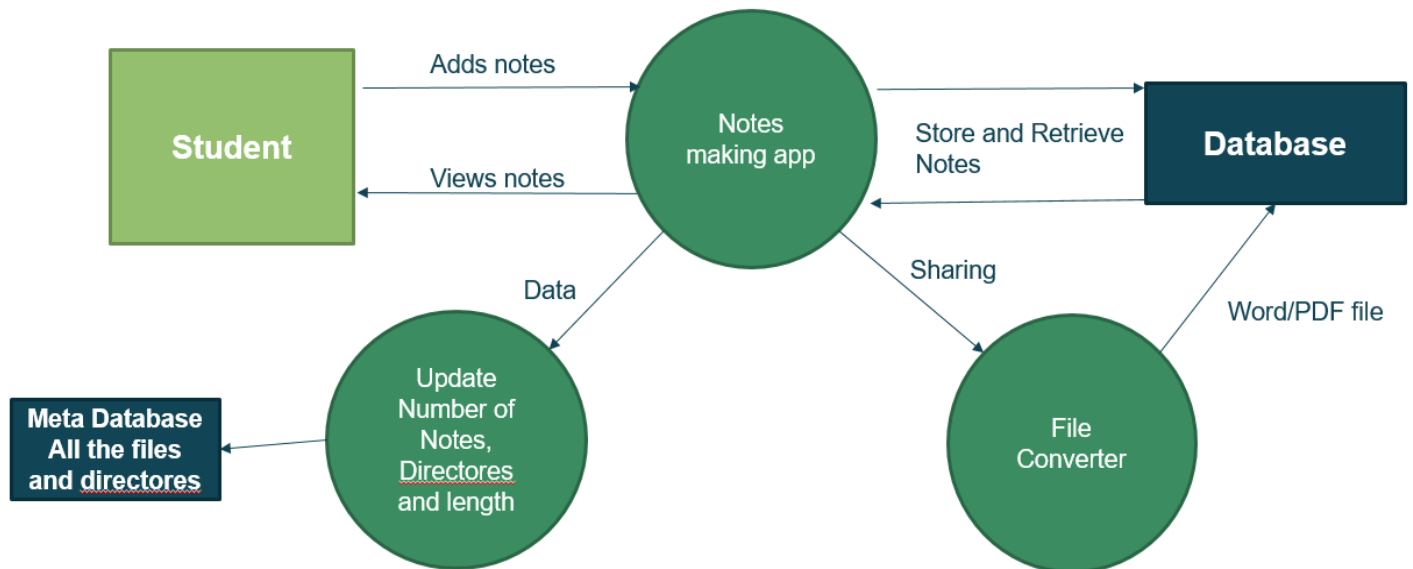 Student
Adds notes
Views notes
Notes
making app
Store and Retrieve
Notes
Database
Data
Sharing
Word/PDF file
Meta Database
All the files
and directores
Update
Number of
Notes,
Directores
and length
File
Converter